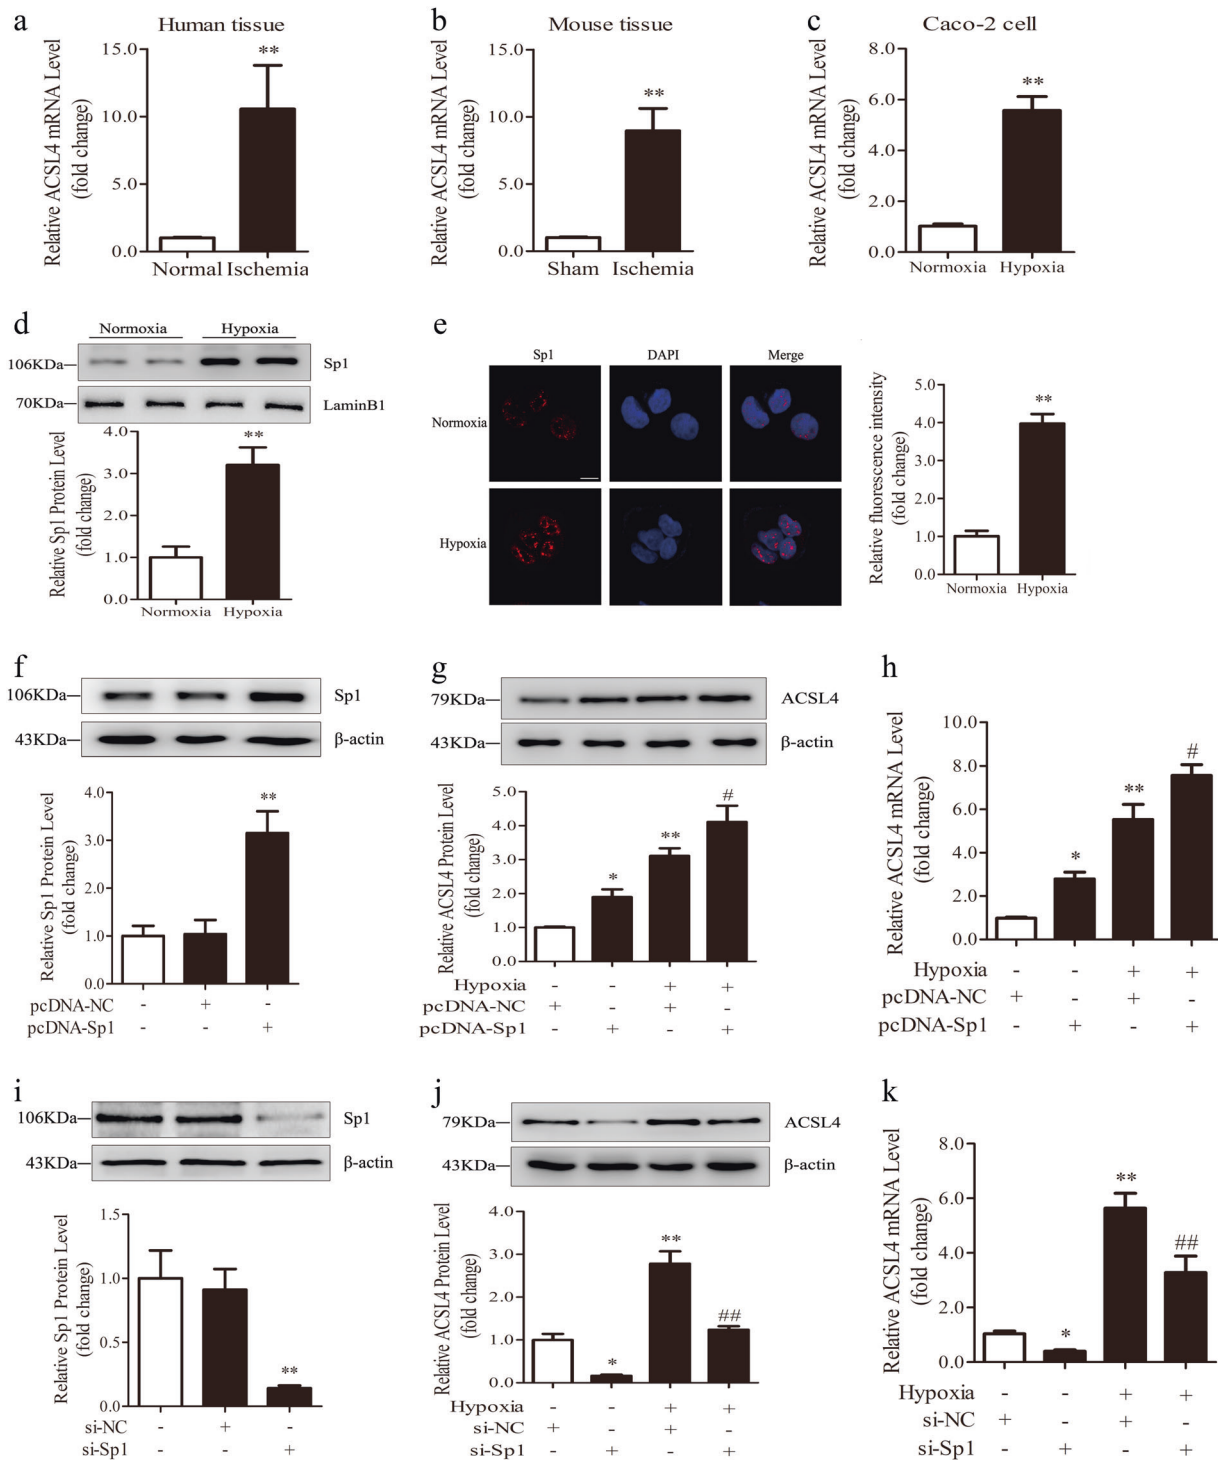 a
Human tissue
Relative ACSL4 mRNA Level
(fold change)
15.0
10.0
5.0
0.0
**
Normal Ischemia
b
Mouse tissue
Relative ACSL4 mRNA Level
(fold change)
15.0
10.0
5.0
0.0
**
Sham Ischemia
c
Caco-2 cell
Relative ACSL4 mRNA Level
(fold change)
8.0
6.0
4.0
2.0
0.0
**
Normoxia Hypoxia
d
Normoxia Hypoxia
106KDa Sp1
70KDa LaminB1
Relative Sp1 Protein Level
(fold change)
4.0
3.0
2.0
1.0
0.0
**
Normoxia Hypoxia
e
Sp1 DAPI Merge
Normoxia
Hypoxia
Relative fluorescence intensity
(fold change)
5.0
4.0
3.0
2.0
1.0
0.0
**
Normoxia Hypoxia
f
106KDa Sp1
43KDa β-actin
Relative Sp1 Protein Level
(fold change)
4.0
3.0
2.0
1.0
0.0
**
pcDNA-NC - + -
pcDNA-Sp1 - - +
g
79KDa ACSL4
43KDa β-actin
Relative ACSL4 Protein Level
(fold change)
5.0
4.0
3.0
2.0
1.0
0.0
* ** #
Hypoxia - - + +
pcDNA-NC + - + -
pcDNA-Sp1 - + - +
h
Relative ACSL4 mRNA Level
(fold change)
10.0
8.0
6.0
4.0
2.0
0.0
* ** #
Hypoxia - - + +
pcDNA-NC + - + -
pcDNA-Sp1 - + - +
i
106KDa Sp1
43KDa β-actin
Relative Sp1 Protein Level
(fold change)
1.5
1.0
0.5
0.0
**
si-NC - + -
si-Sp1 - - +
j
79KDa ACSL4
43KDa β-actin
Relative ACSL4 Protein Level
(fold change)
4.0
3.0
2.0
1.0
0.0
* ** ##
Hypoxia - - + +
si-NC + - + -
si-Sp1 - + - +
k
Relative ACSL4 mRNA Level
(fold change)
8.0
6.0
4.0
2.0
0.0
* ** ##
Hypoxia - - + +
si-NC + - + -
si-Sp1 - + - +